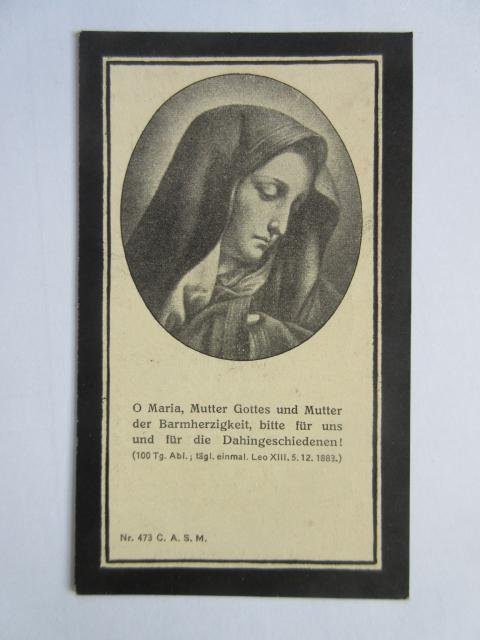 O Maria, Mutter Gottes und Mutter
der Barmherzigkeit, bitte für uns
und für die Dahingeschiedenen!
(100 Tg. Abl.; tägl. einmal. Leo XIII. 5. 12. 1883.)
Nr. 473 C. A. S. M.